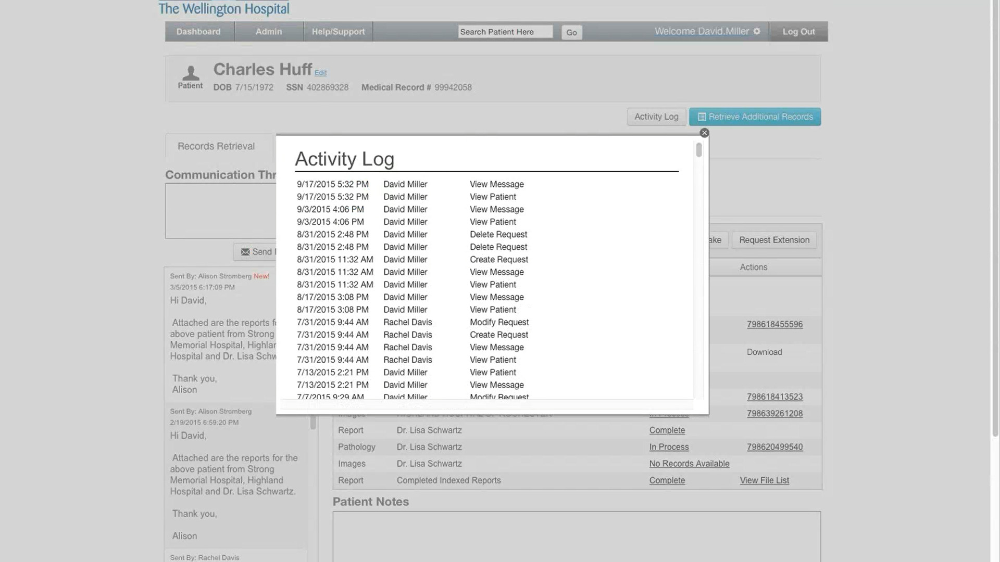 The Wellington Hospital
Dashboard Admin Help/Support Search Patient Here Go Welcome David.Miller Log Out
Charles Huff Edit
Patient
DOB 7/15/1972 SSN 402869328 Medical Record # 99942058
Activity Log Retrieve Additional Records
Records Retrieval
Communication Thr
Send
Sent By: Alison Stromberg New!
3/5/2015 6:17:09 PM
Hi David,
Attached are the reports f
above patient from Strong
Memorial Hospital, Highlan
Hospital and Dr. Lisa Schw
Thank you,
Alison
Sent By: Alison Stromberg
2/19/2015 6:59:20 PM
Hi David,
Attached are the reports for the
above patient from Strong
Memorial Hospital, Highland
Hospital and Dr. Lisa Schwartz.
Thank you,
Alison
Sent By: Rachel Davis
Activity Log
9/17/2015 5:32 PM David Miller View Message
9/17/2015 5:32 PM David Miller View Patient
9/3/2015 4:06 PM David Miller View Message
9/3/2015 4:06 PM David Miller View Patient
8/31/2015 2:48 PM David Miller Delete Request
8/31/2015 2:48 PM David Miller Delete Request
8/31/2015 11:32 AM David Miller Create Request
8/31/2015 11:32 AM David Miller View Message
8/31/2015 11:32 AM David Miller View Patient
8/17/2015 3:08 PM David Miller View Message
8/17/2015 3:08 PM David Miller View Patient
7/31/2015 9:44 AM Rachel Davis Modify Request
7/31/2015 9:44 AM Rachel Davis Create Request
7/31/2015 9:44 AM Rachel Davis View Message
7/31/2015 9:44 AM Rachel Davis View Patient
7/13/2015 2:21 PM David Miller View Patient
7/13/2015 2:21 PM David Miller View Message
7/7/2015 9:29 AM David Miller Modify Request
ake Request Extension
Actions
798618455596
Download
798618413523
Images 798639261208
Report Dr. Lisa Schwartz Complete
Pathology Dr. Lisa Schwartz In Process 798620499540
Images Dr. Lisa Schwartz No Records Available
Report Completed Indexed Reports Complete View File List
Patient Notes